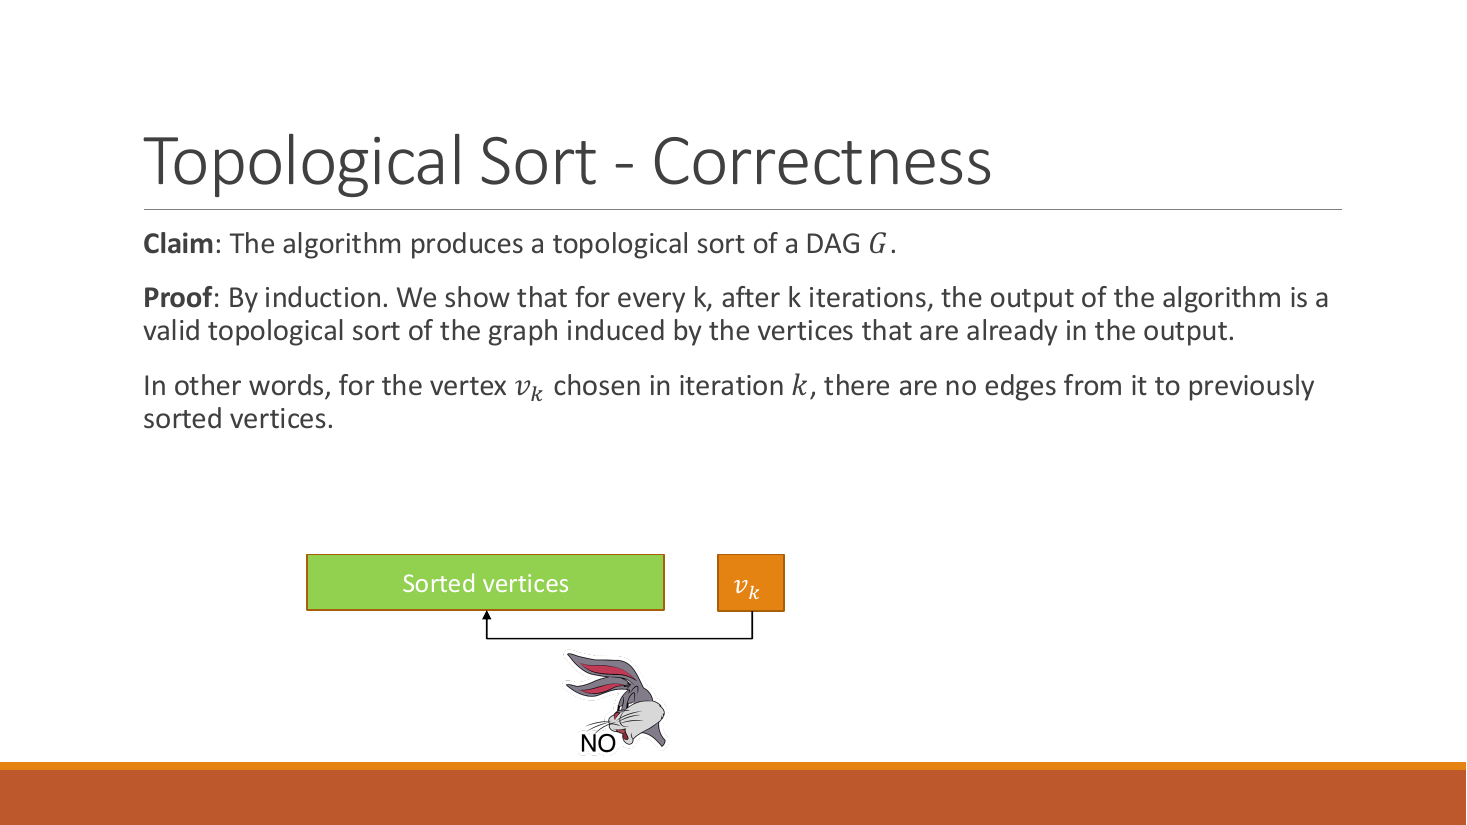 Topological Sort - Correctness
Claim: The algorithm produces a topological sort of a DAG 𝐺.
Proof: By induction. We show that for every k, after k iterations, the output of the algorithm is a
valid topological sort of the graph induced by the vertices that are already in the output.
In other words, for the vertex 𝑣ₖ chosen in iteration 𝑘, there are no edges from it to previously
sorted vertices.
Sorted vertices
𝑣ₖ
NO